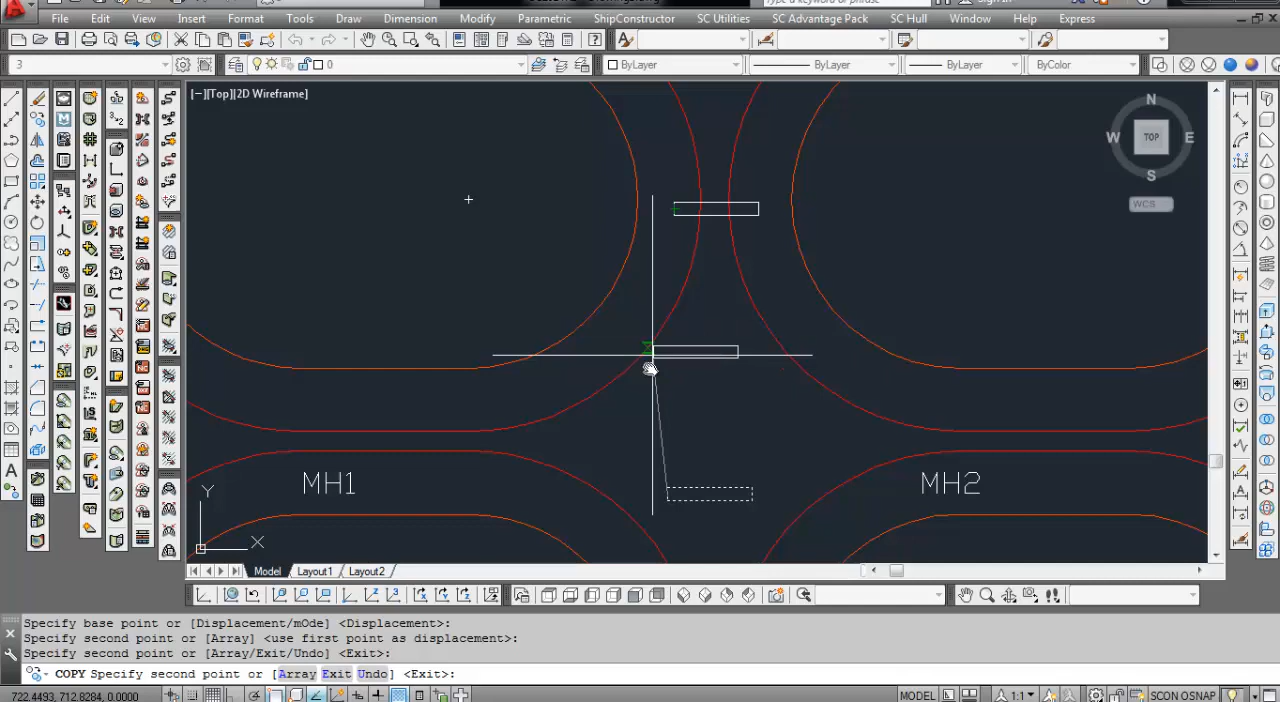 File Edit View Insert Format Tools Draw Dimension Modify Parametric ShipConstructor SC Utilities SC Advantage Pack SC Hull Window Help Express
3 0 ByLayer ByLayer ByLayer ByColor
[−][Top][2D Wireframe]
N
W TOP E
S
WCS
MH1 MH2
Y
X
Model Layout1 Layout2
Specify base point or [Displacement/mOde] <Displacement>:
Specify second point or [Array] <use first point as displacement>:
Specify second point or [Array/Exit/Undo] <Exit>:
COPY Specify second point or [Array Exit Undo] <Exit>:
722.4493, 712.8284, 0.0000 MODEL 1:1 SCON OSNAP